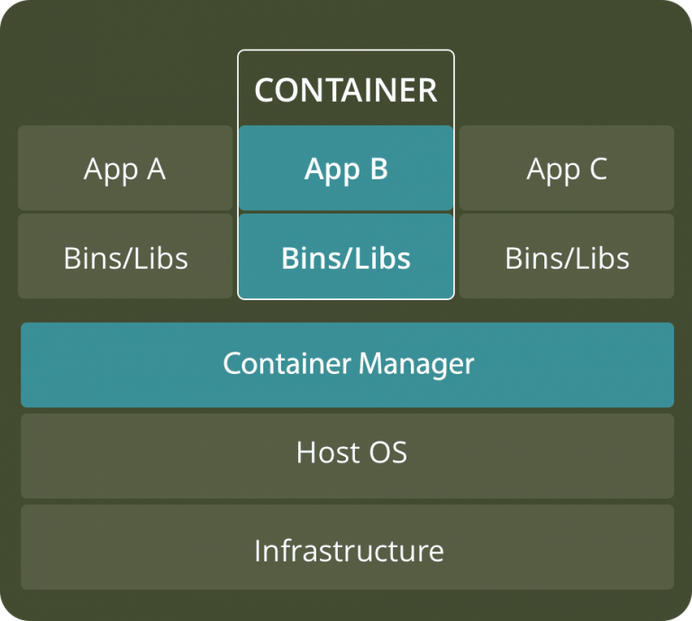 CONTAINER
App A
App B
App C
Bins/Libs
Bins/Libs
Bins/Libs
Container Manager
Host OS
Infrastructure